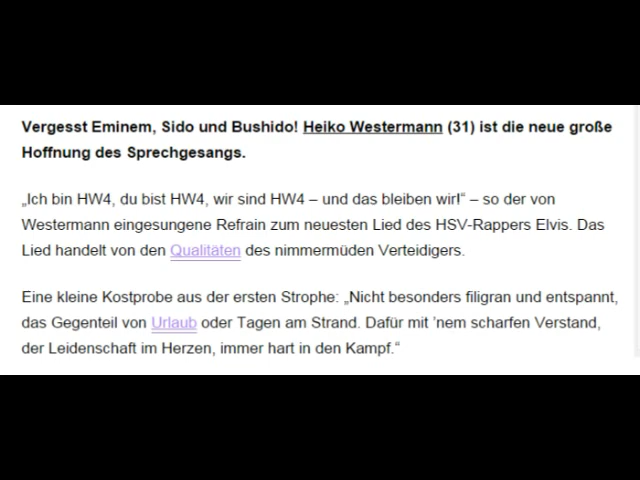 Vergesst Eminem, Sido und Bushido! Heiko Westermann (31) ist die neue große
Hoffnung des Sprechgesangs.
„Ich bin HW4, du bist HW4, wir sind HW4 – und das bleiben wir!“ – so der von
Westermann eingesungene Refrain zum neuesten Lied des HSV-Rappers Elvis. Das
Lied handelt von den Qualitäten des nimmermüden Verteidigers.
Eine kleine Kostprobe aus der ersten Strophe: „Nicht besonders filigran und entspannt,
das Gegenteil von Urlaub oder Tagen am Strand. Dafür mit 'nem scharfen Verstand,
der Leidenschaft im Herzen, immer hart in den Kampf.“